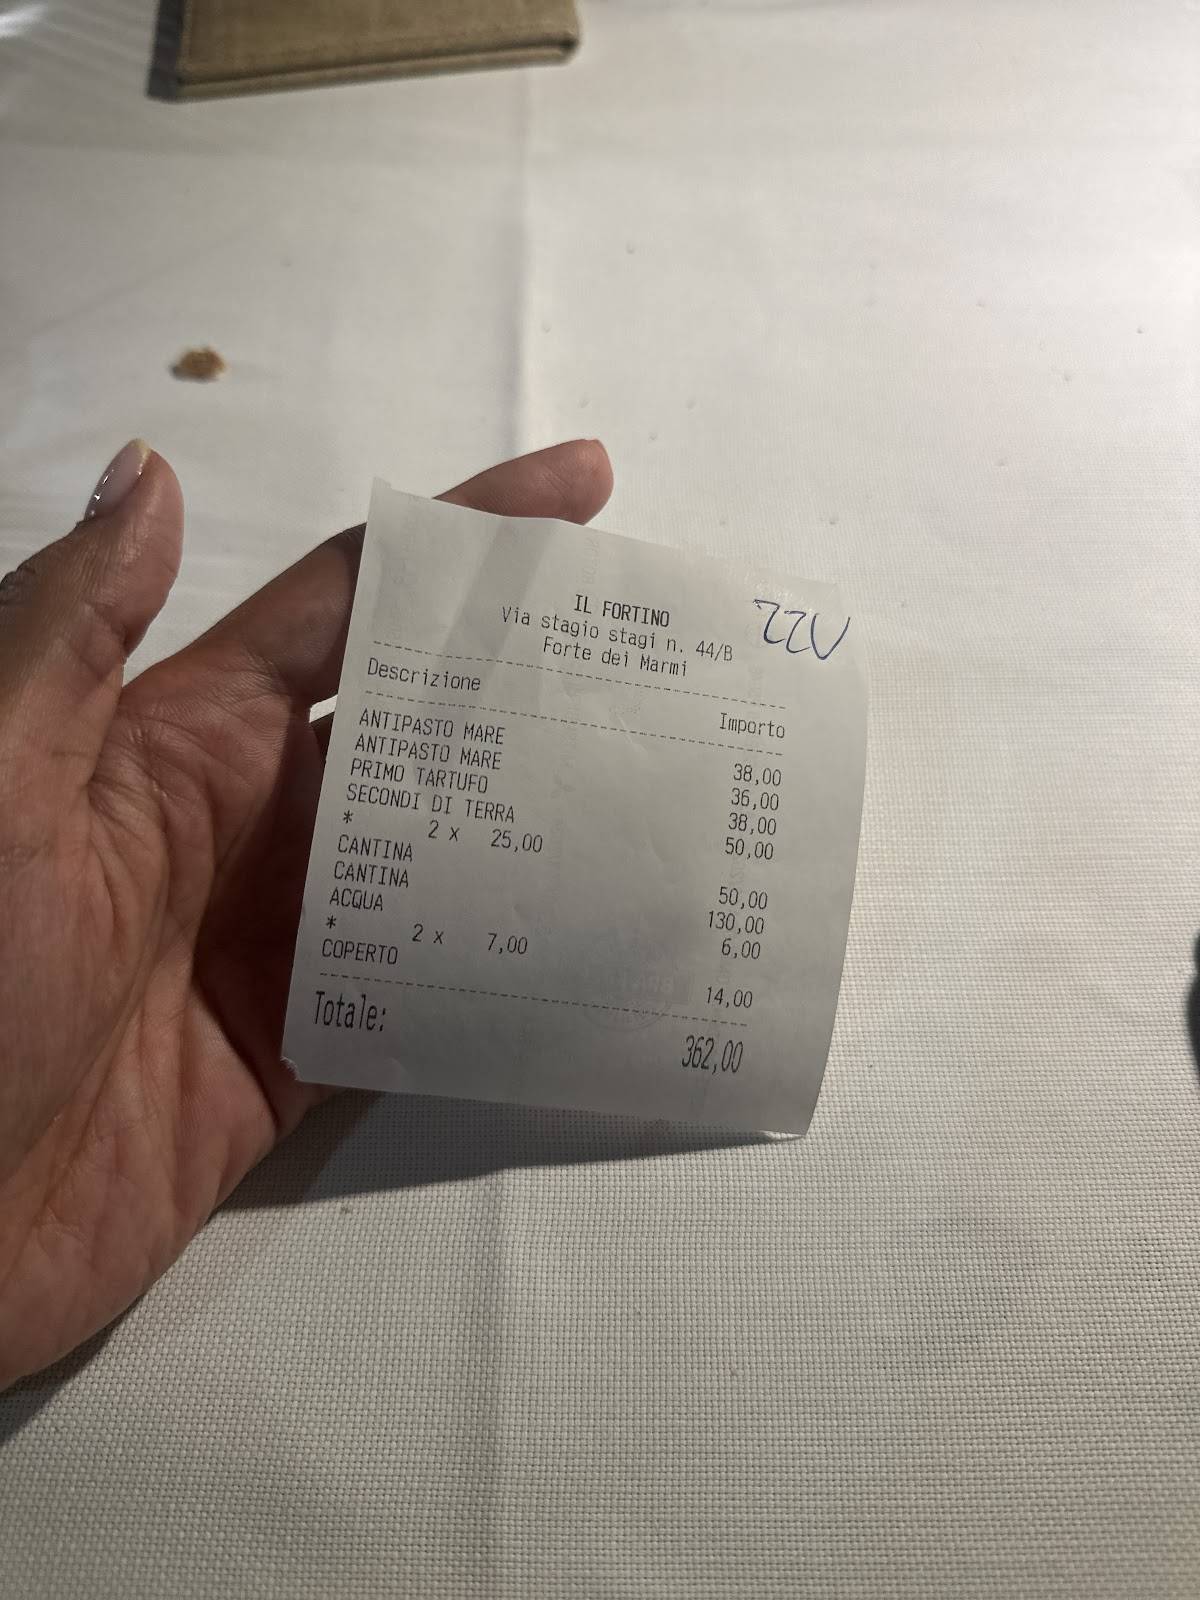 IL FORTINO
Via stagio stagi n. 44/B
Forte dei Marmi
Descrizione Importo
ANTIPASTO MARE 38,00
ANTIPASTO MARE 36,00
PRIMO TARTUFO 38,00
SECONDI DI TERRA 50,00
* 2 x 25,00
CANTINA 50,00
CANTINA 130,00
ACQUA 6,00
* 2 x 7,00
COPERTO 14,00
Totale: 362,00